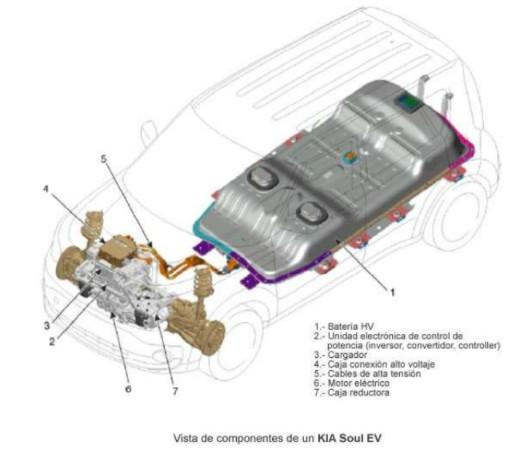 5
4
1
3
2
6
7
1.- Batería HV
2.- Unidad electrónica de control de
potencia (inversor, convertidor, controller)
3.- Cargador
4.- Caja conexión alto voltaje
5.- Cables de alta tensión
6.- Motor eléctrico
7.- Caja reductora
Vista de componentes de un KIA Soul EV